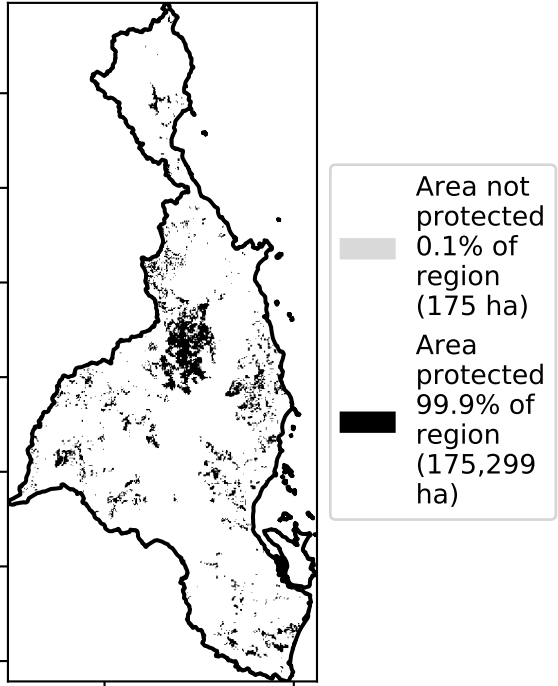 Area not
protected
0.1% of
region
(175 ha)
Area
protected
99.9% of
region
(175,299
ha)